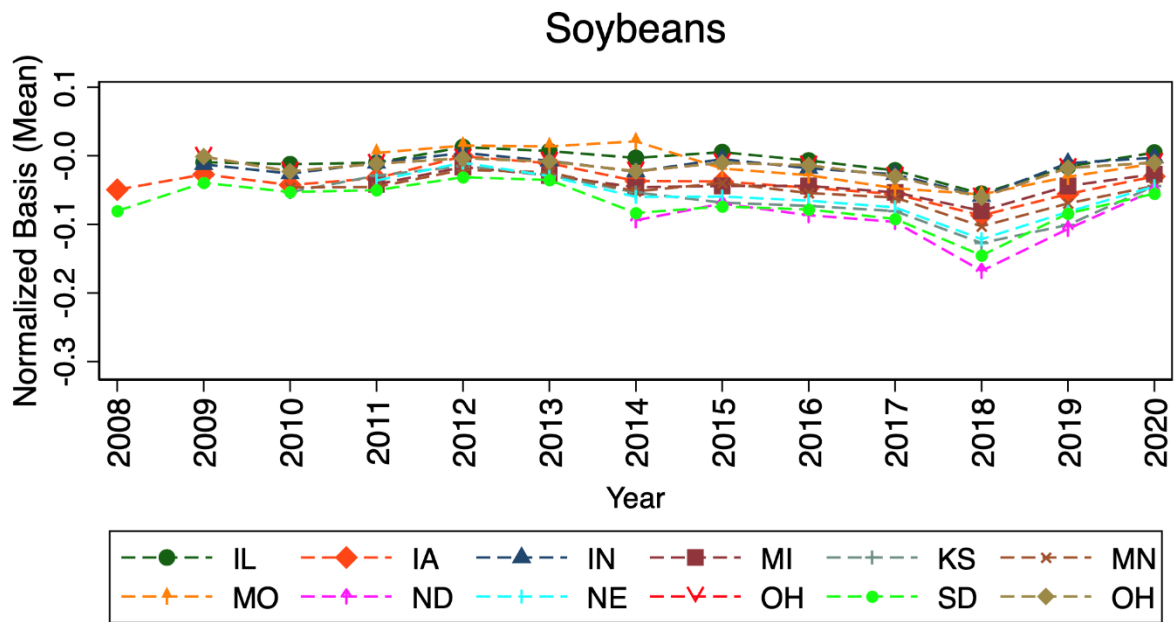 Soybeans
Normalized Basis (Mean)
0.1
-0.0
-0.1
-0.2
-0.3
2008 2009 2010 2011 2012 2013 2014 2015 2016 2017 2018 2019 2020
Year
IL IA IN MI KS MN
MO ND NE OH SD OH